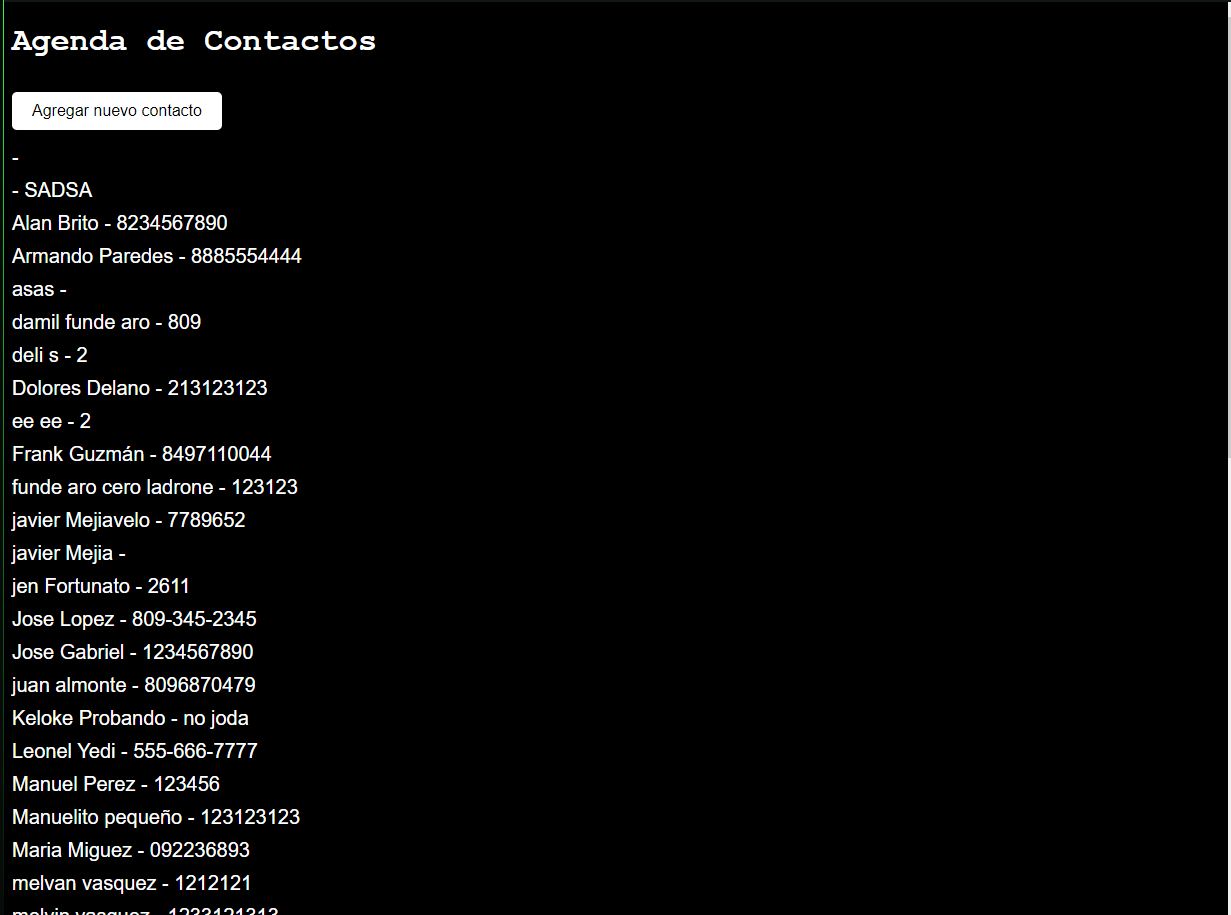 Agenda de Contactos
Agregar nuevo contacto
-
- SADSA
Alan Brito - 8234567890
Armando Paredes - 8885554444
asas -
damil funde aro - 809
deli s - 2
Dolores Delano - 213123123
ee ee - 2
Frank Guzmán - 8497110044
funde aro cero ladrone - 123123
javier Mejiavelo - 7789652
javier Mejia -
jen Fortunato - 2611
Jose Lopez - 809-345-2345
Jose Gabriel - 1234567890
juan almonte - 8096870479
Keloke Probando - no joda
Leonel Yedi - 555-666-7777
Manuel Perez - 123456
Manuelito pequeño - 123123123
Maria Miguez - 092236893
melvan vasquez - 1212121
melvin vasquez - 1233121313